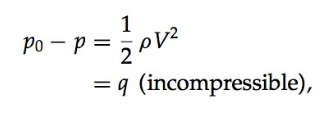 p₀ − p = 1/2 ρV²
= q (incompressible),